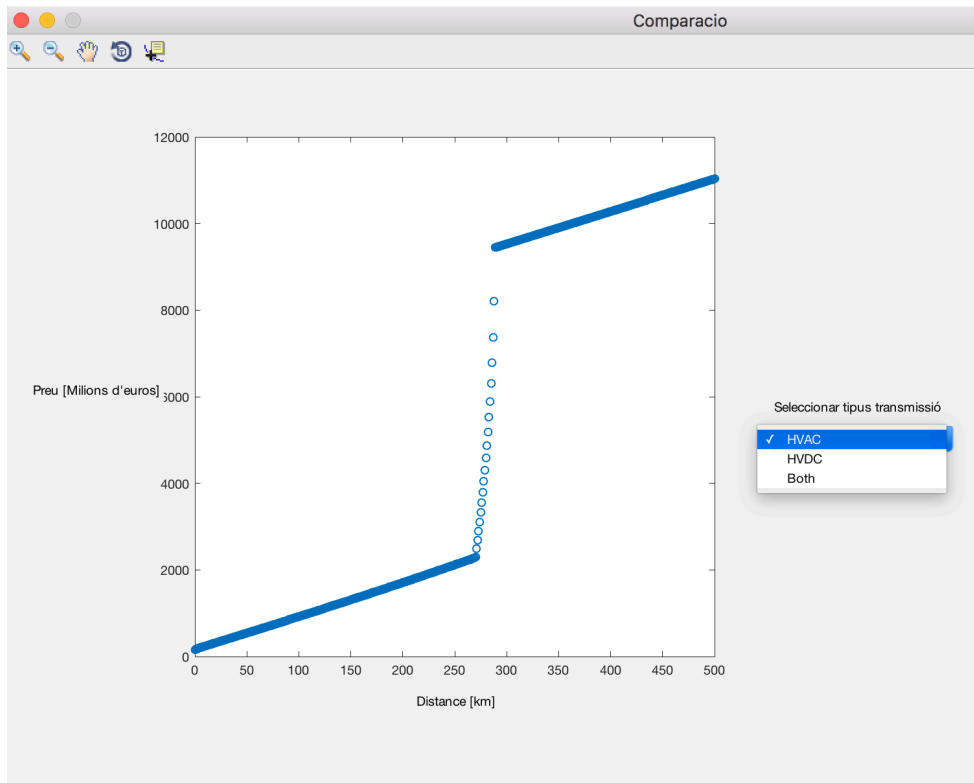 Comparacio
12000
10000
8000
Preu [Milions d'euros]
6000
4000
2000
0
0 50 100 150 200 250 300 350 400 450 500
Distance [km]
Seleccionar tipus transmissió
✓ HVAC
HVDC
Both